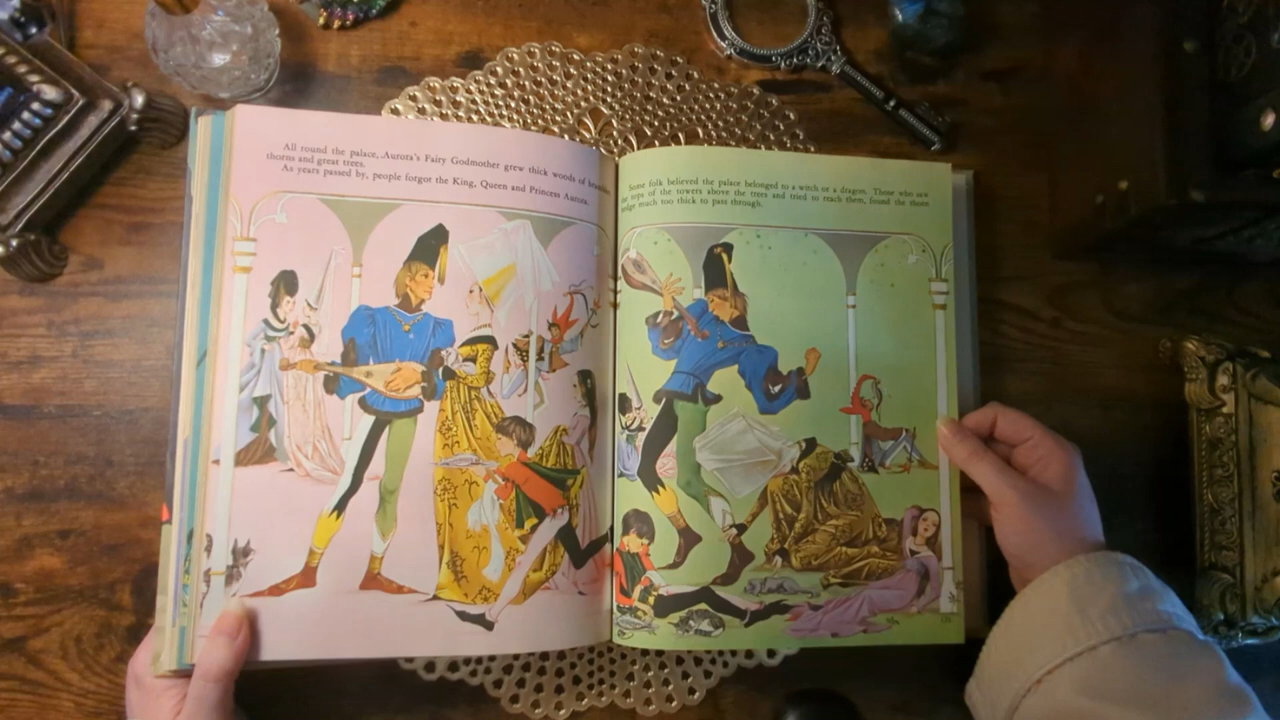 All round the palace, Aurora's Fairy Godmother grew thick woods of
thorns and great trees.
As years passed by, people forgot the King, Queen and Princess Aurora.
Some folk believed the palace belonged to a witch or a dragon. Those who saw
the tops of the towers above the trees and tried to reach them, found the thorn
hedge much too thick to pass through.